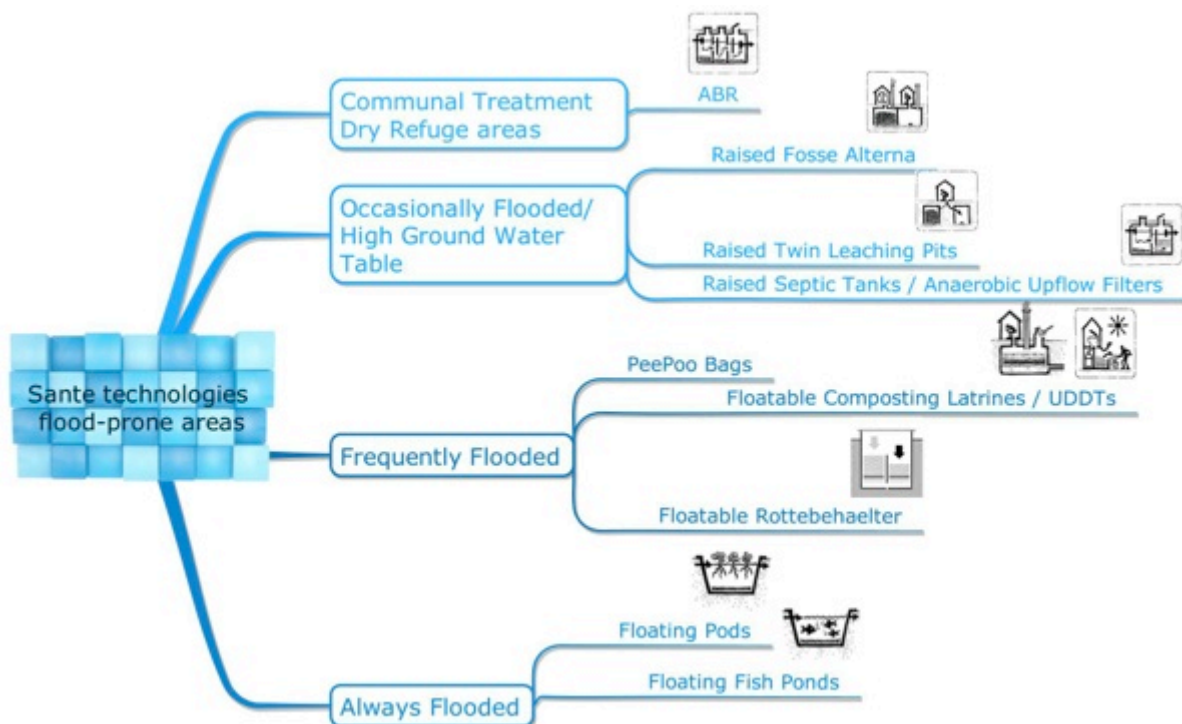 Communal Treatment
Dry Refuge areas
ABR
Occasionally Flooded/
High Ground Water
Table
Raised Fosse Alterna
Raised Twin Leaching Pits
Raised Septic Tanks / Anaerobic Upflow Filters
Sante technologies
flood-prone areas
Frequently Flooded
PeePoo Bags
Floatable Composting Latrines / UDDTs
Floatable Rottebehaelter
Always Flooded
Floating Pods
Floating Fish Ponds